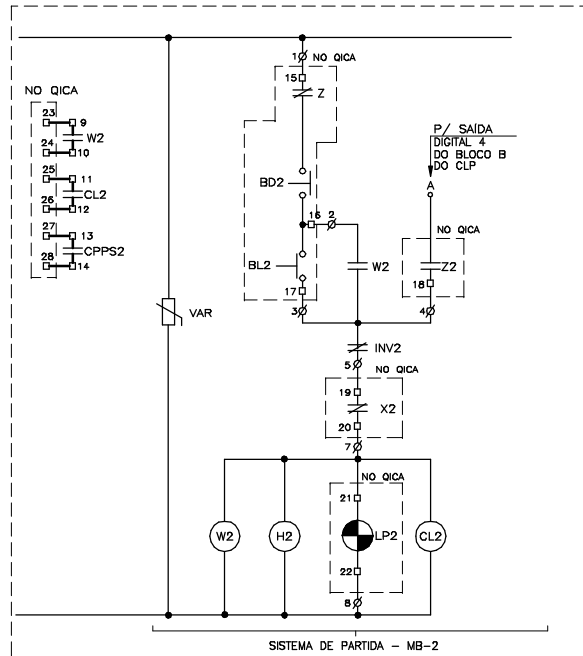 1 NO QICA
15
Z
NO QICA
23 9
W2
24 10
25 11
CL2
26 12
27 13
CPPS2
28 14
P/ SAÍDA
DIGITAL 4
DO BLOCO B
DO CLP
A
BD2
16 2
NO QICA
BL2
W2
Z2
17
18
3
4
VAR
INV2
5
NO QICA
19
X2
20
7
NO QICA
21
W2
H2
LP2
CL2
22
8
SISTEMA DE PARTIDA - MB-2